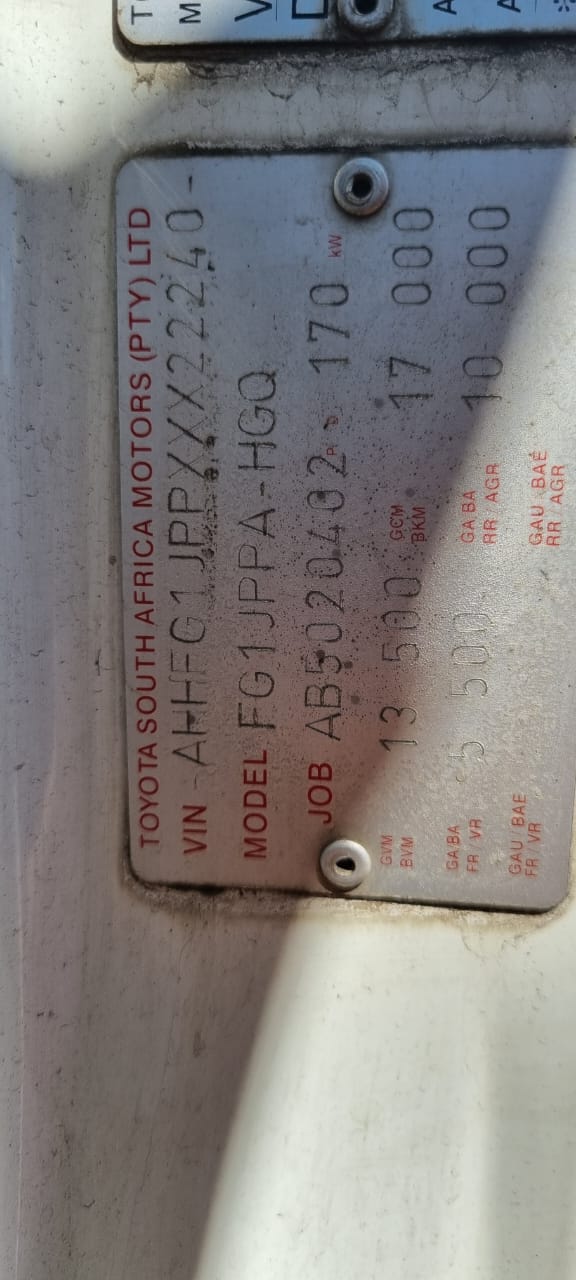 TOYOTA SOUTH AFRICA MOTORS (PTY) LTD
VIN -AHHFG1JPPXXX22240-
MODEL FG1JPPA-HGQ
JOB AB5020402 P D 170 kW
GVM 13 500 GCM 17 000
BVM BKM
GA/BA 5 500 GA BA 10 000
FR / VR RR / AGR
GAU / BAE GAU / BAE
FR / VR RR / AGR